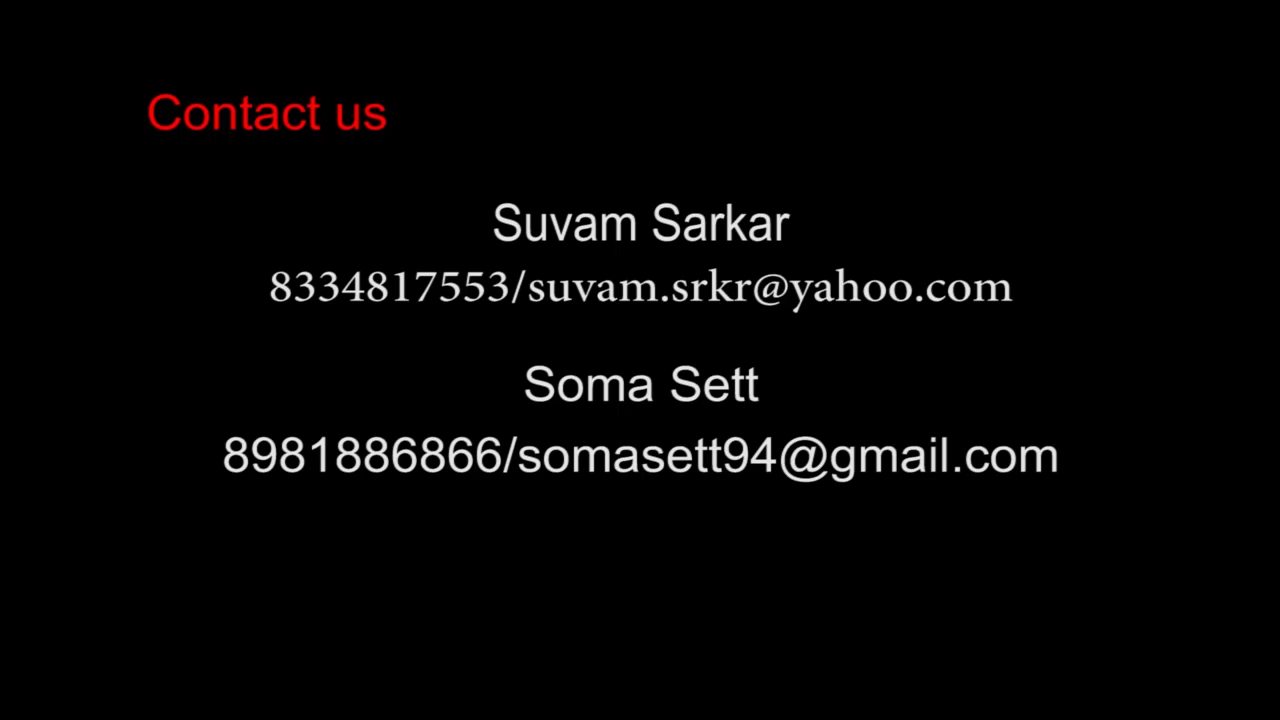 Contact us
Suvam Sarkar
8334817553/suvam.srkr@yahoo.com
Soma Sett
8981886866/somasett94@gmail.com